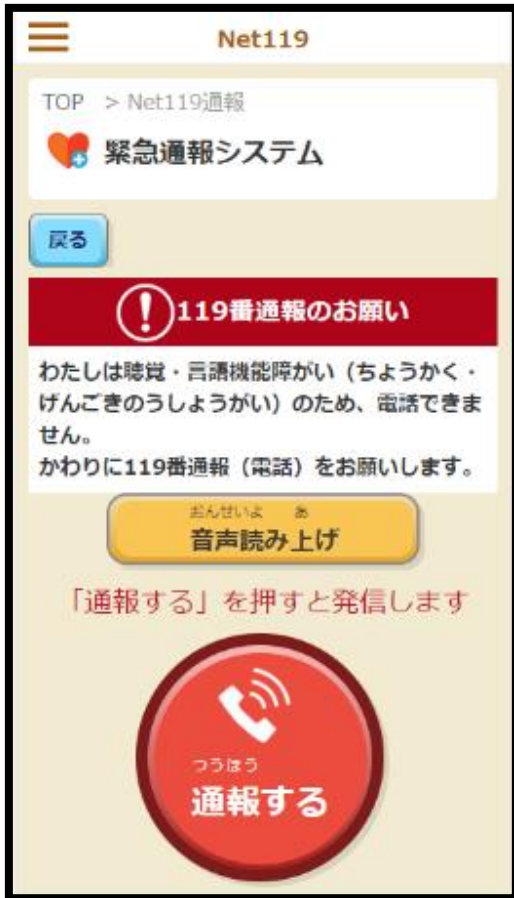 Net119
TOP > Net119通報
緊急通報システム
戻る
119番通報のお願い
わたしは聴覚・言語機能障がい（ちょうかく・
げんごきのうしょうがい）のため、電話できま
せん。
かわりに119番通報（電話）をお願いします。
おんせいよ あ
音声読み上げ
「通報する」を押すと発信します
つうほう
通報する